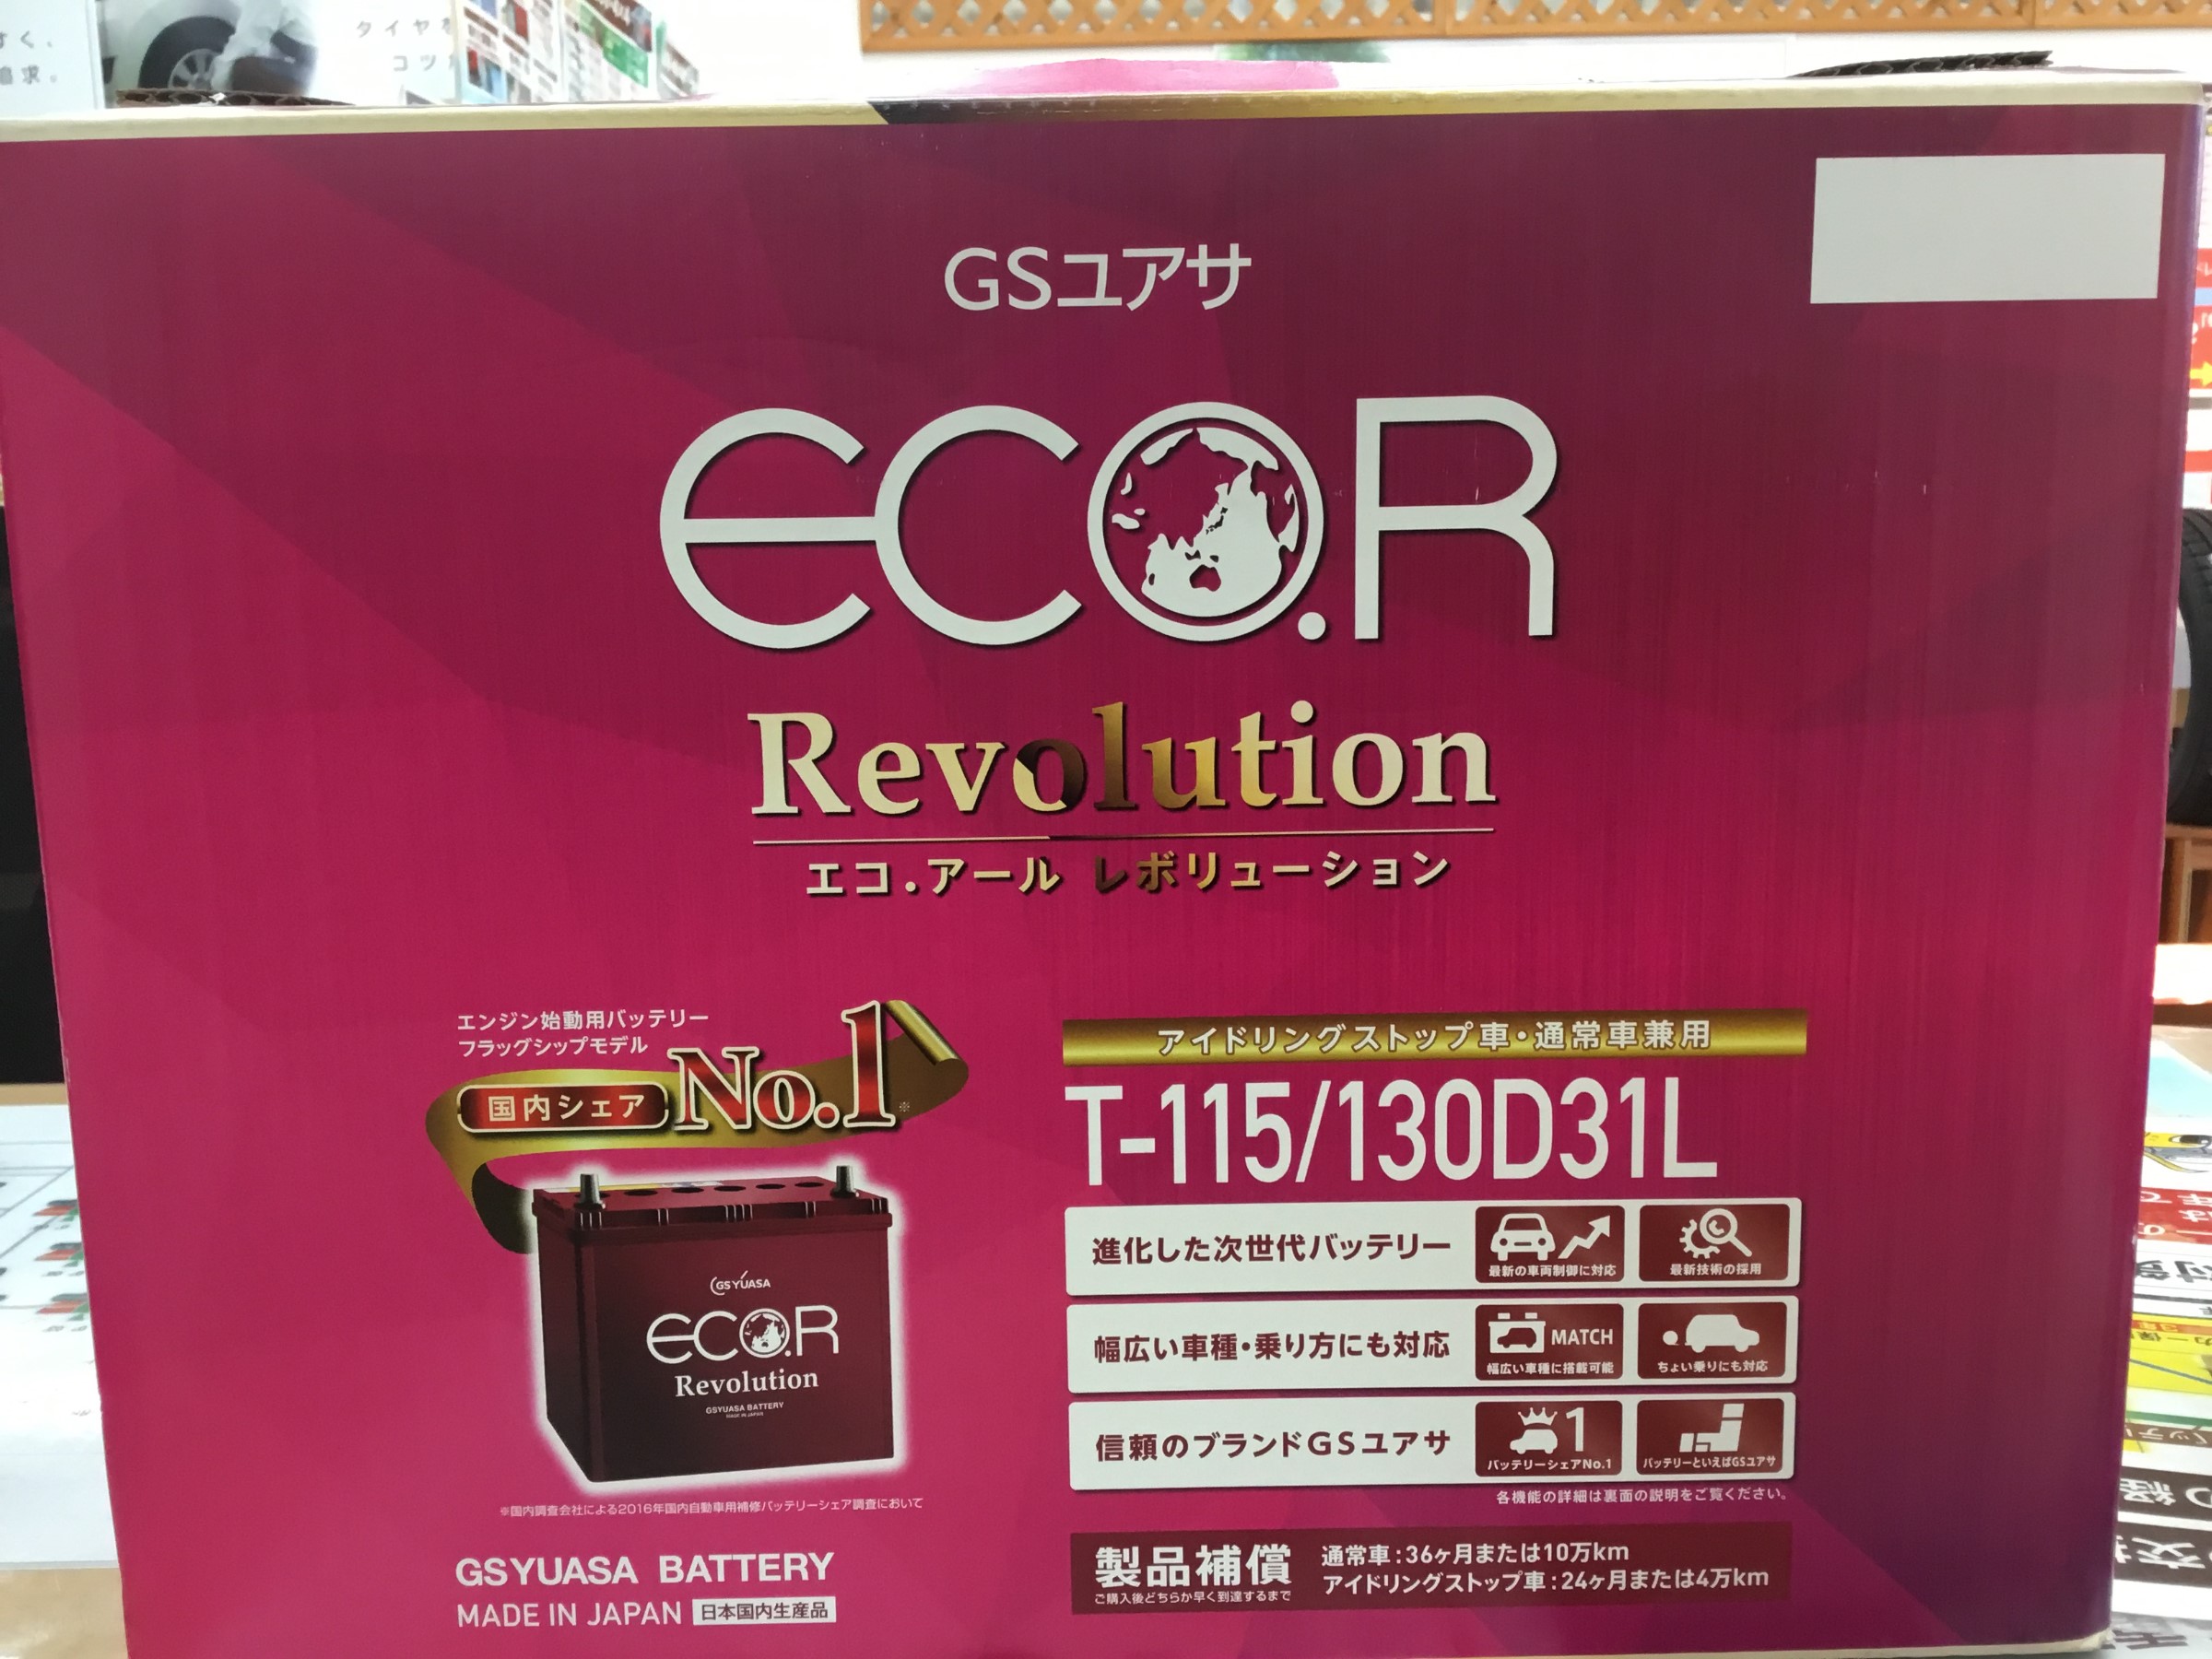 タイヤ
コツ
追求。
GSユアサ
eco.R
Revolution
エコ.アール レボリューション
エンジン始動用バッテリー
フラッグシップモデル
国内シェア No.1※
GS YUASA
eco.R
Revolution
GSYUASA BATTERY
MADE IN JAPAN
※国内調査会社による2016年国内自動車用補修バッテリーシェア調査において
GSYUASA BATTERY
MADE IN JAPAN 日本国内生産品
アイドリングストップ車・通常車兼用
T-115/130D31L
進化した次世代バッテリー
最新の車両制御に対応
最新技術の採用
幅広い車種・乗り方にも対応
MATCH
幅広い車種に搭載可能
ちょい乗りにも対応
信頼のブランドGSユアサ
1
バッテリーシェアNo.1
バッテリーといえばGSユアサ
各機能の詳細は裏面の説明をご覧ください。
製品補償
ご購入後どちらか早く到達するまで
通常車:36ヶ月または10万km
アイドリングストップ車:24ヶ月または4万km